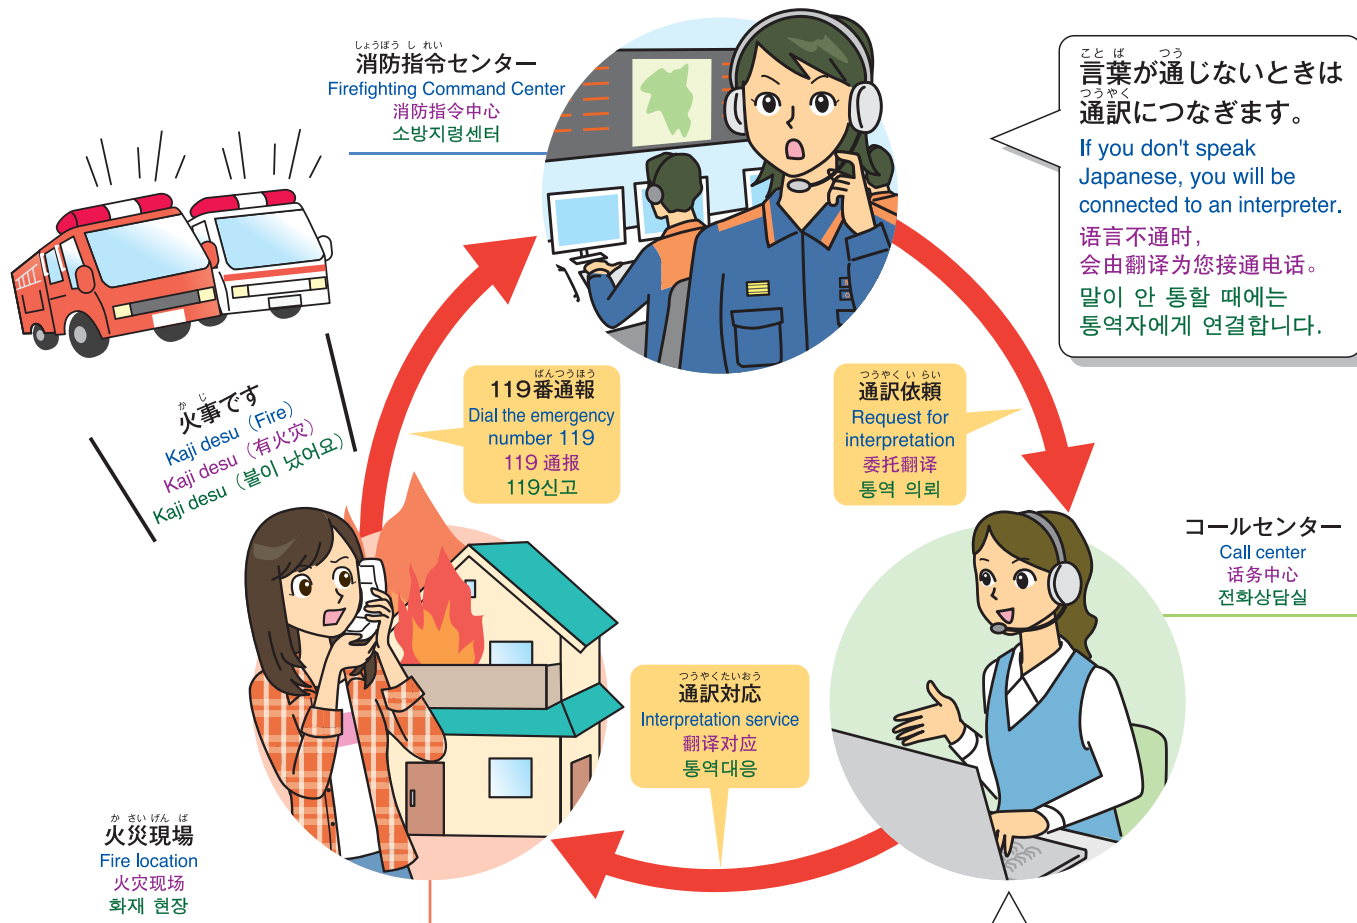 しょうぼう し れい
消防指令センター
Firefighting Command Center
消防指令中心
소방지령센터
こと ば つう
言葉が通じないときは
つうやく
通訳につなぎます。
If you don't speak
Japanese, you will be
connected to an interpreter.
语言不通时，
会由翻译为您接通电话。
말이 안 통할 때에는
통역자에게 연결합니다.
か じ
火事です
Kaji desu（Fire）
Kaji desu（有火灾）
Kaji desu（불이 났어요）
ばんつうほう
119番通報
Dial the emergency
number 119
119 通报
119신고
つうやく い らい
通訳依頼
Request for
interpretation
委托翻译
통역 의뢰
コールセンター
Call center
话务中心
전화상담실
つうやくたいおう
通訳対応
Interpretation service
翻译对应
통역대응
か さい げん ば
火災現場
Fire location
火灾现场
화재 현장